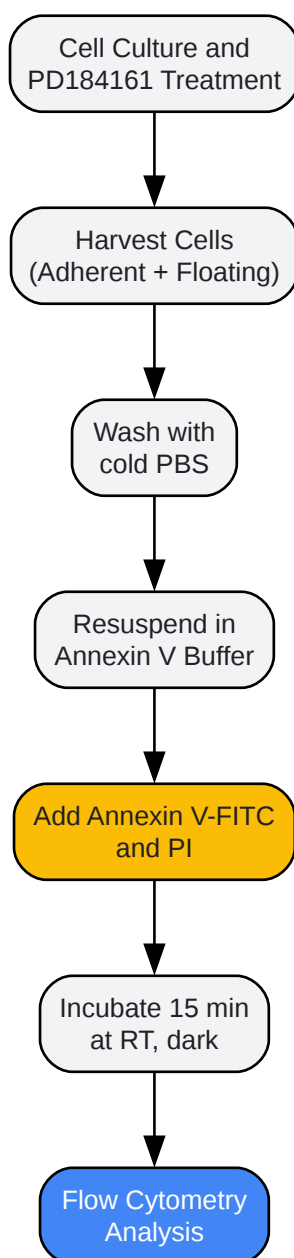 Cell Culture and
PD184161 Treatment
Harvest Cells
(Adherent + Floating)
Wash with
cold PBS
Resuspend in
Annexin V Buffer
Add Annexin V-FITC
and PI
Incubate 15 min
at RT, dark
Flow Cytometry
Analysis